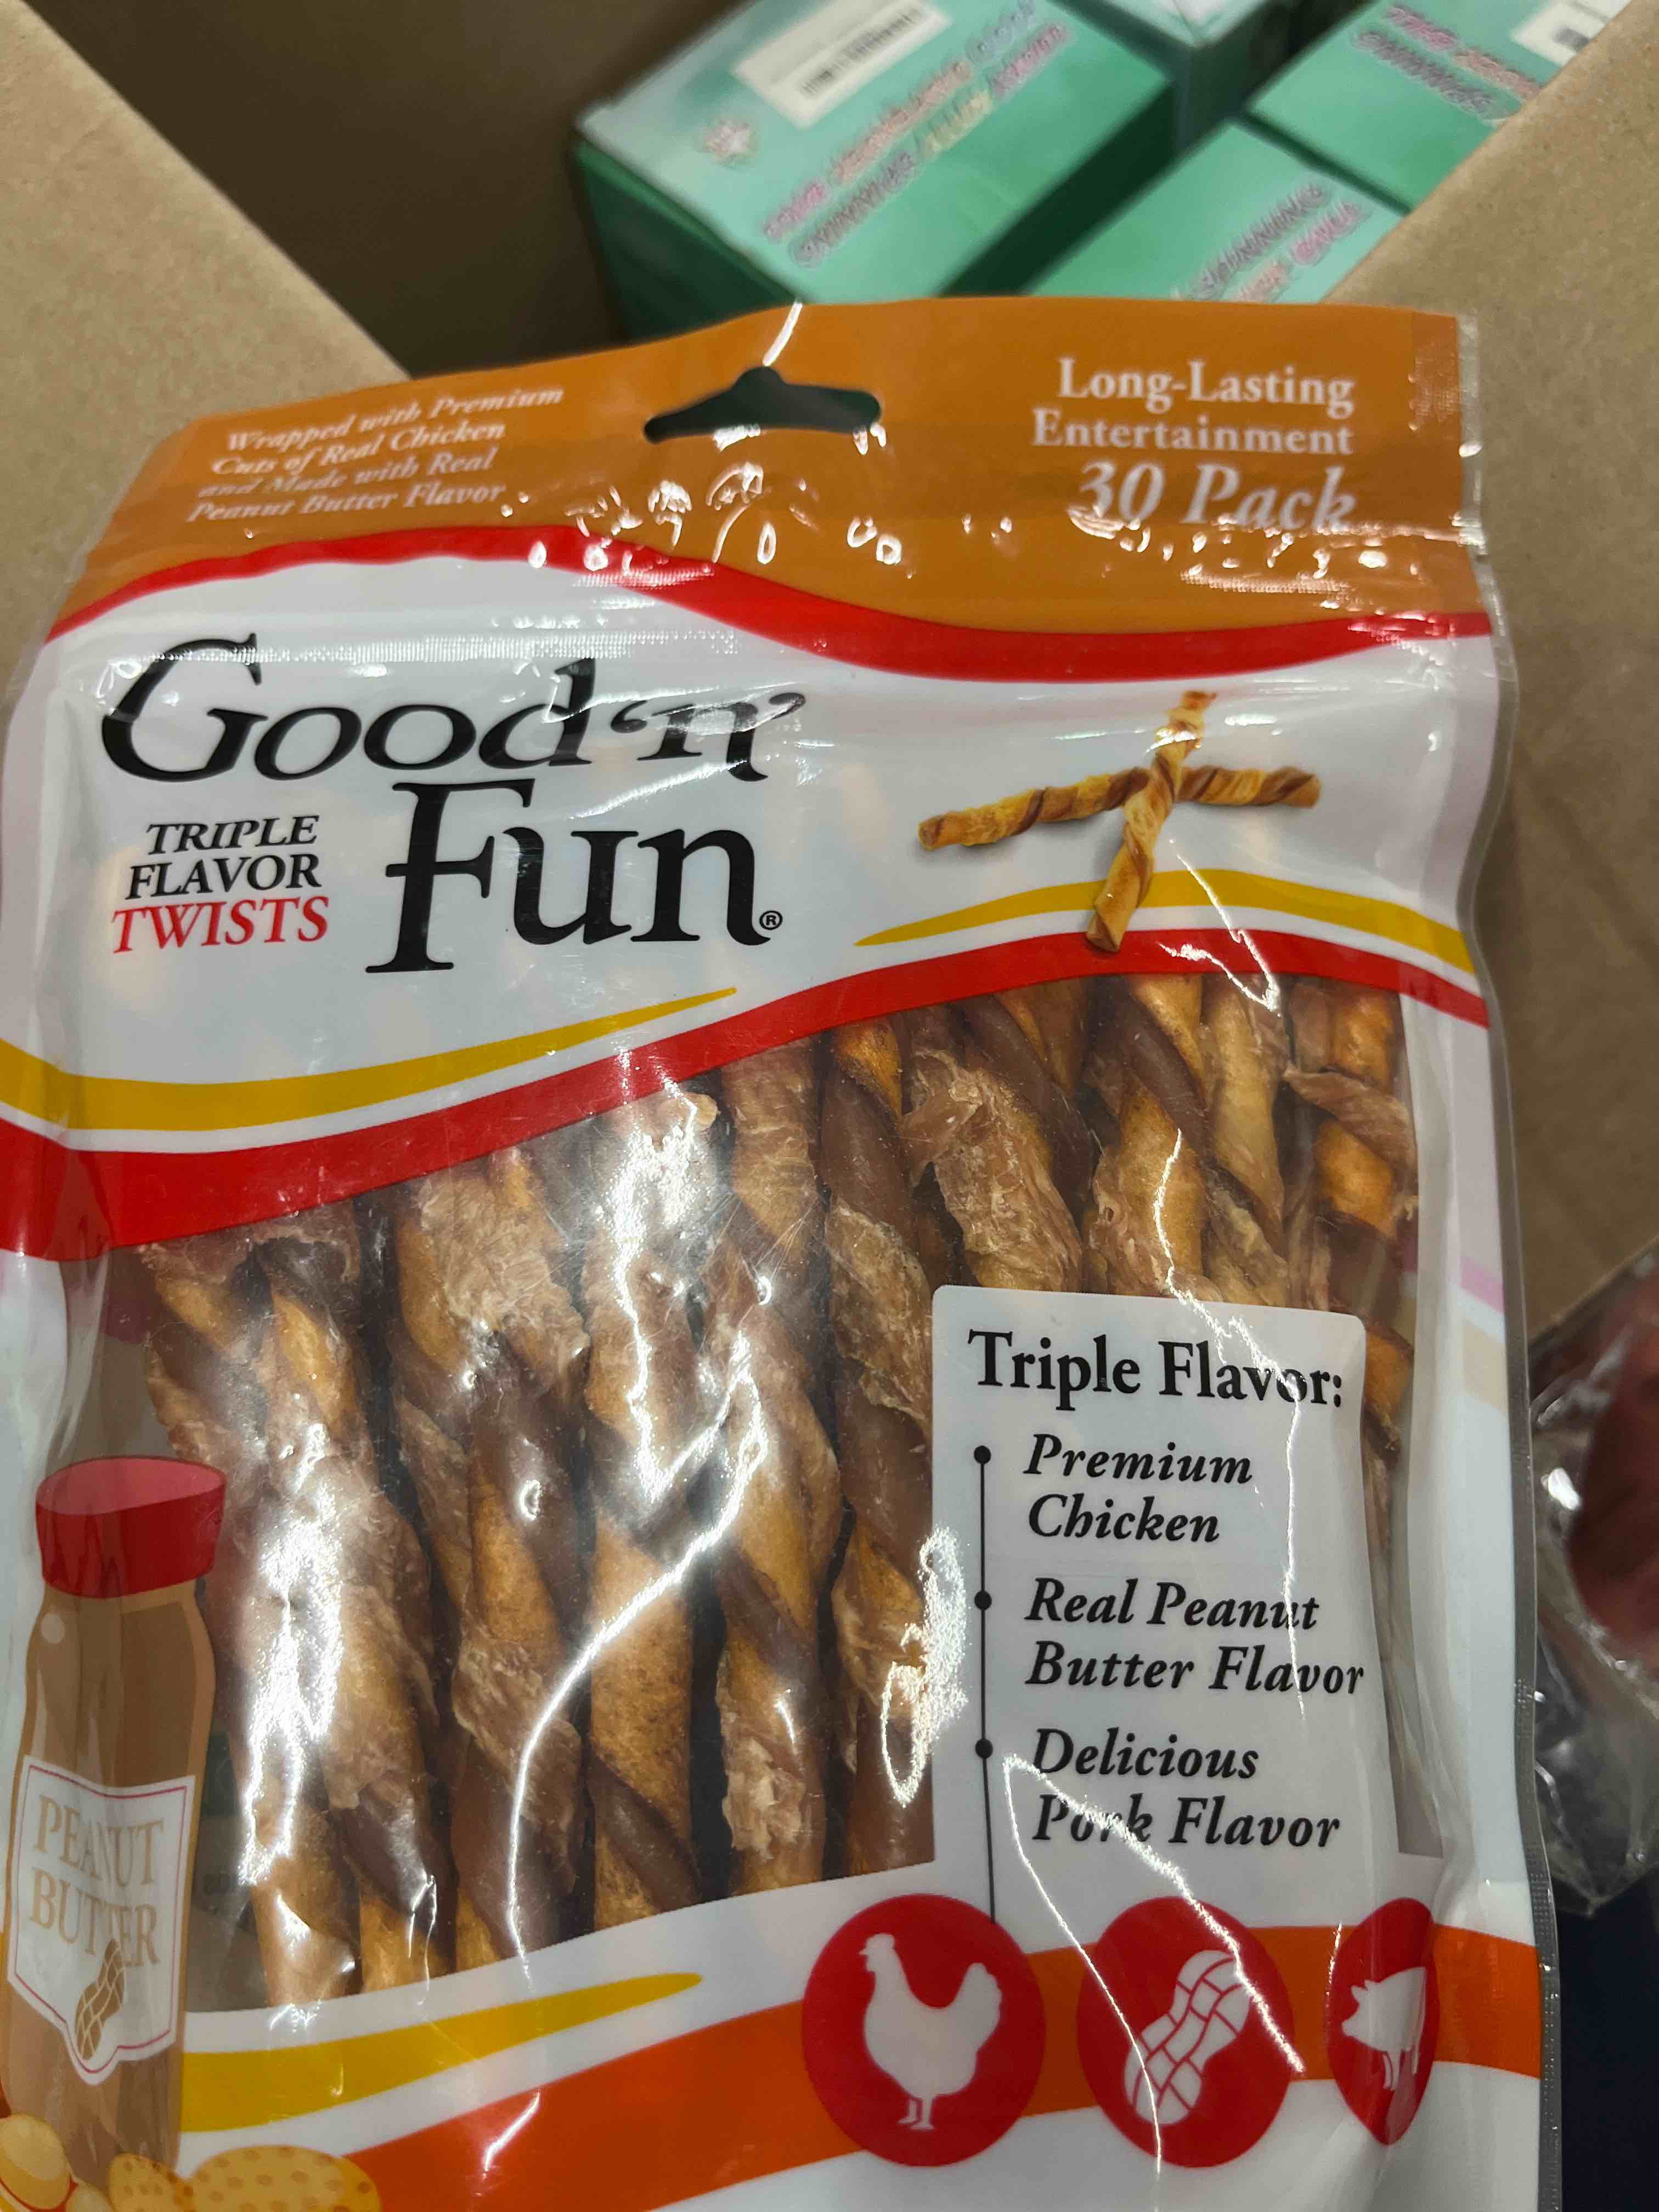 Wrapped with Premium
Cuts of Real Chicken
and Made with Real
Peanut Butter Flavor
Long-Lasting
Entertainment
30 Pack
Good 'n'
Fun®
TRIPLE
FLAVOR
TWISTS
Triple Flavor:
Premium
Chicken
Real Peanut
Butter Flavor
Delicious
Pork Flavor
PEANUT
BUTTER